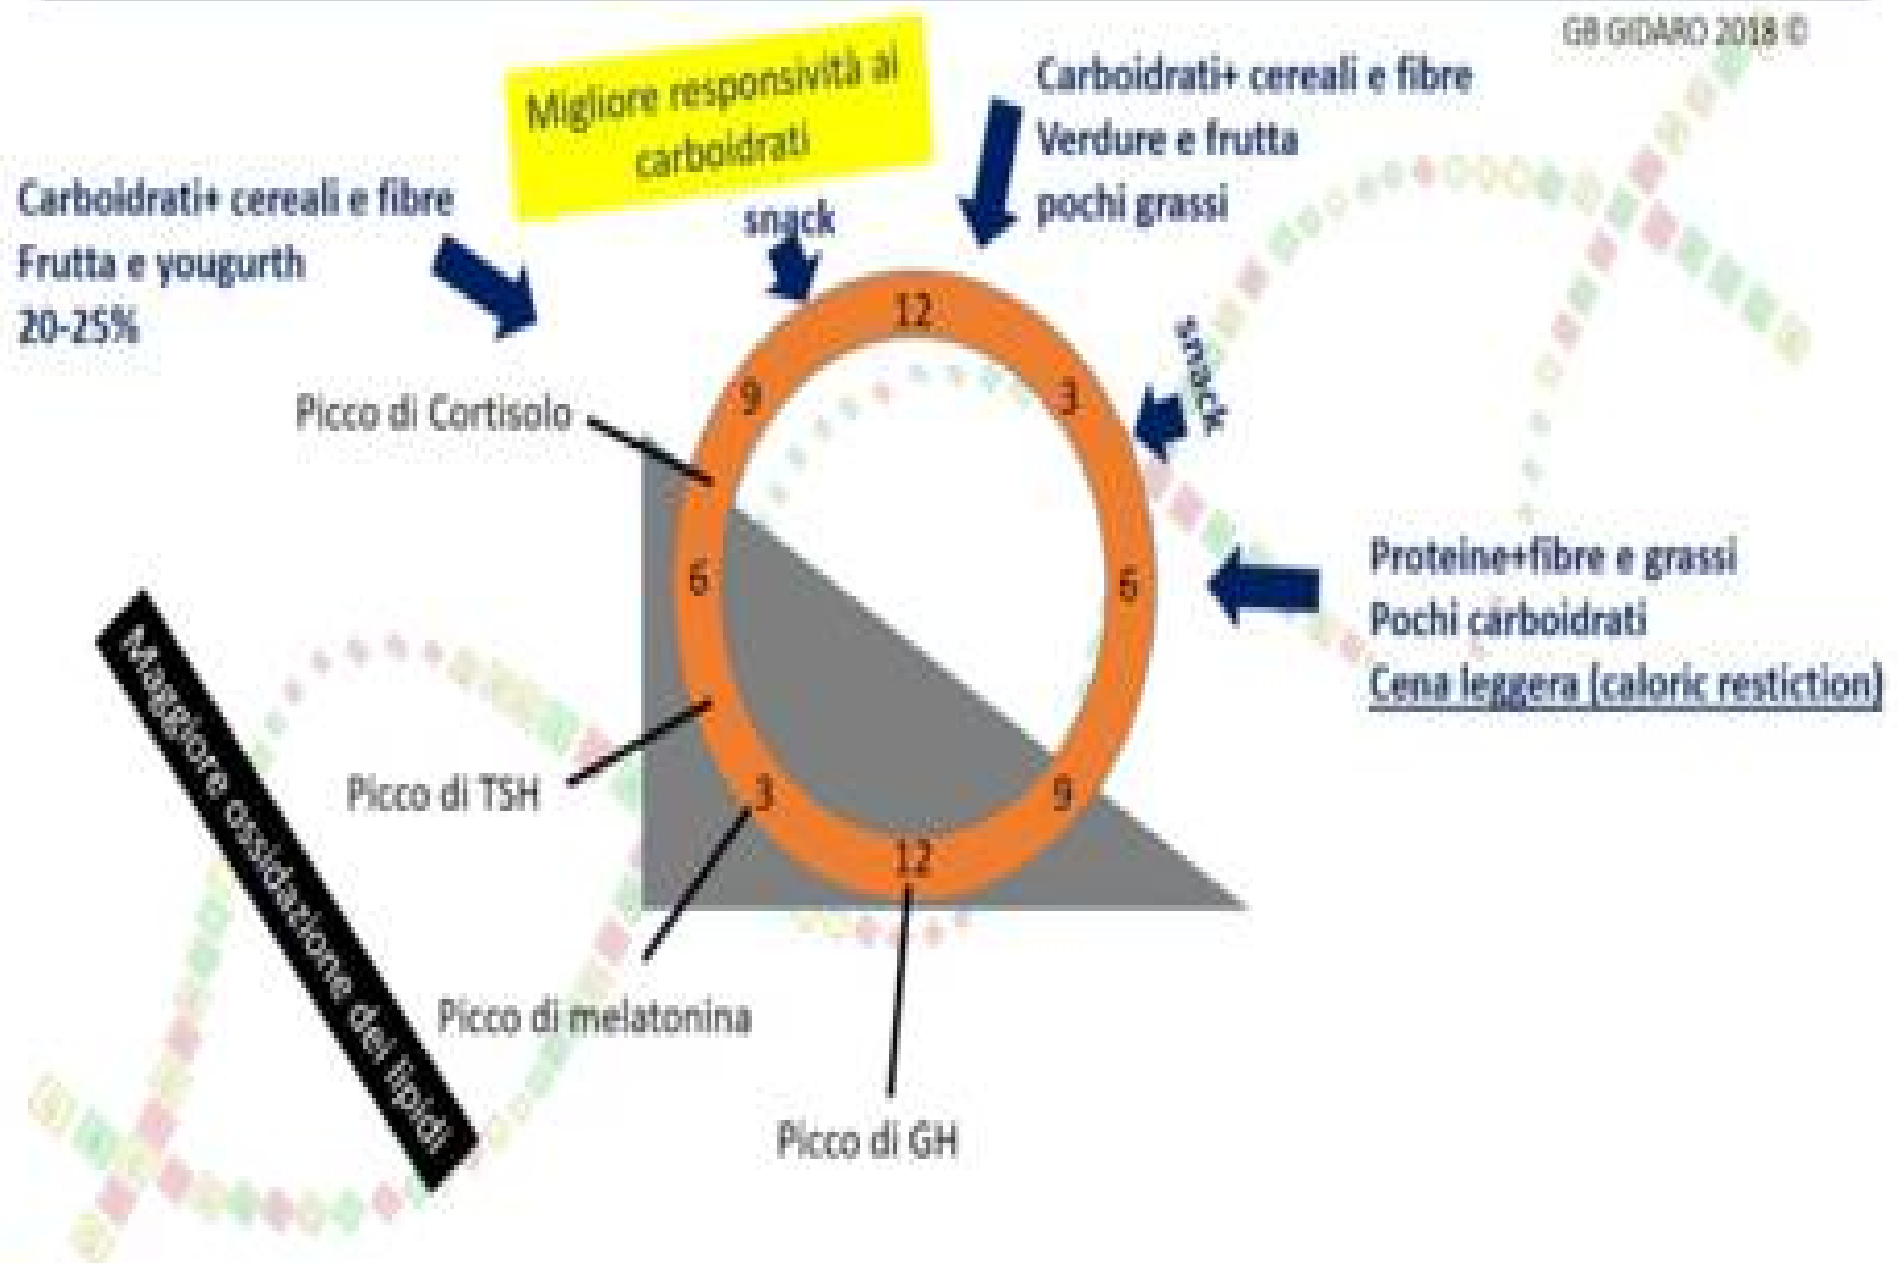 GB GIDARO 2018 ©
Migliore responsività ai
carboidrati
Carboidrati+ cereali e fibre
Verdure e frutta
pochi grassi
Carboidrati+ cereali e fibre
Frutta e yougurth
20-25%
snack
snack
12
9
3
Picco di Cortisolo
6
6
Proteine+fibre e grassi
Pochi carboidrati
Cena leggera (caloric restiction)
Maggiore ossidazione dei lipidi
Picco di TSH
3
9
12
Picco di melatonina
Picco di GH